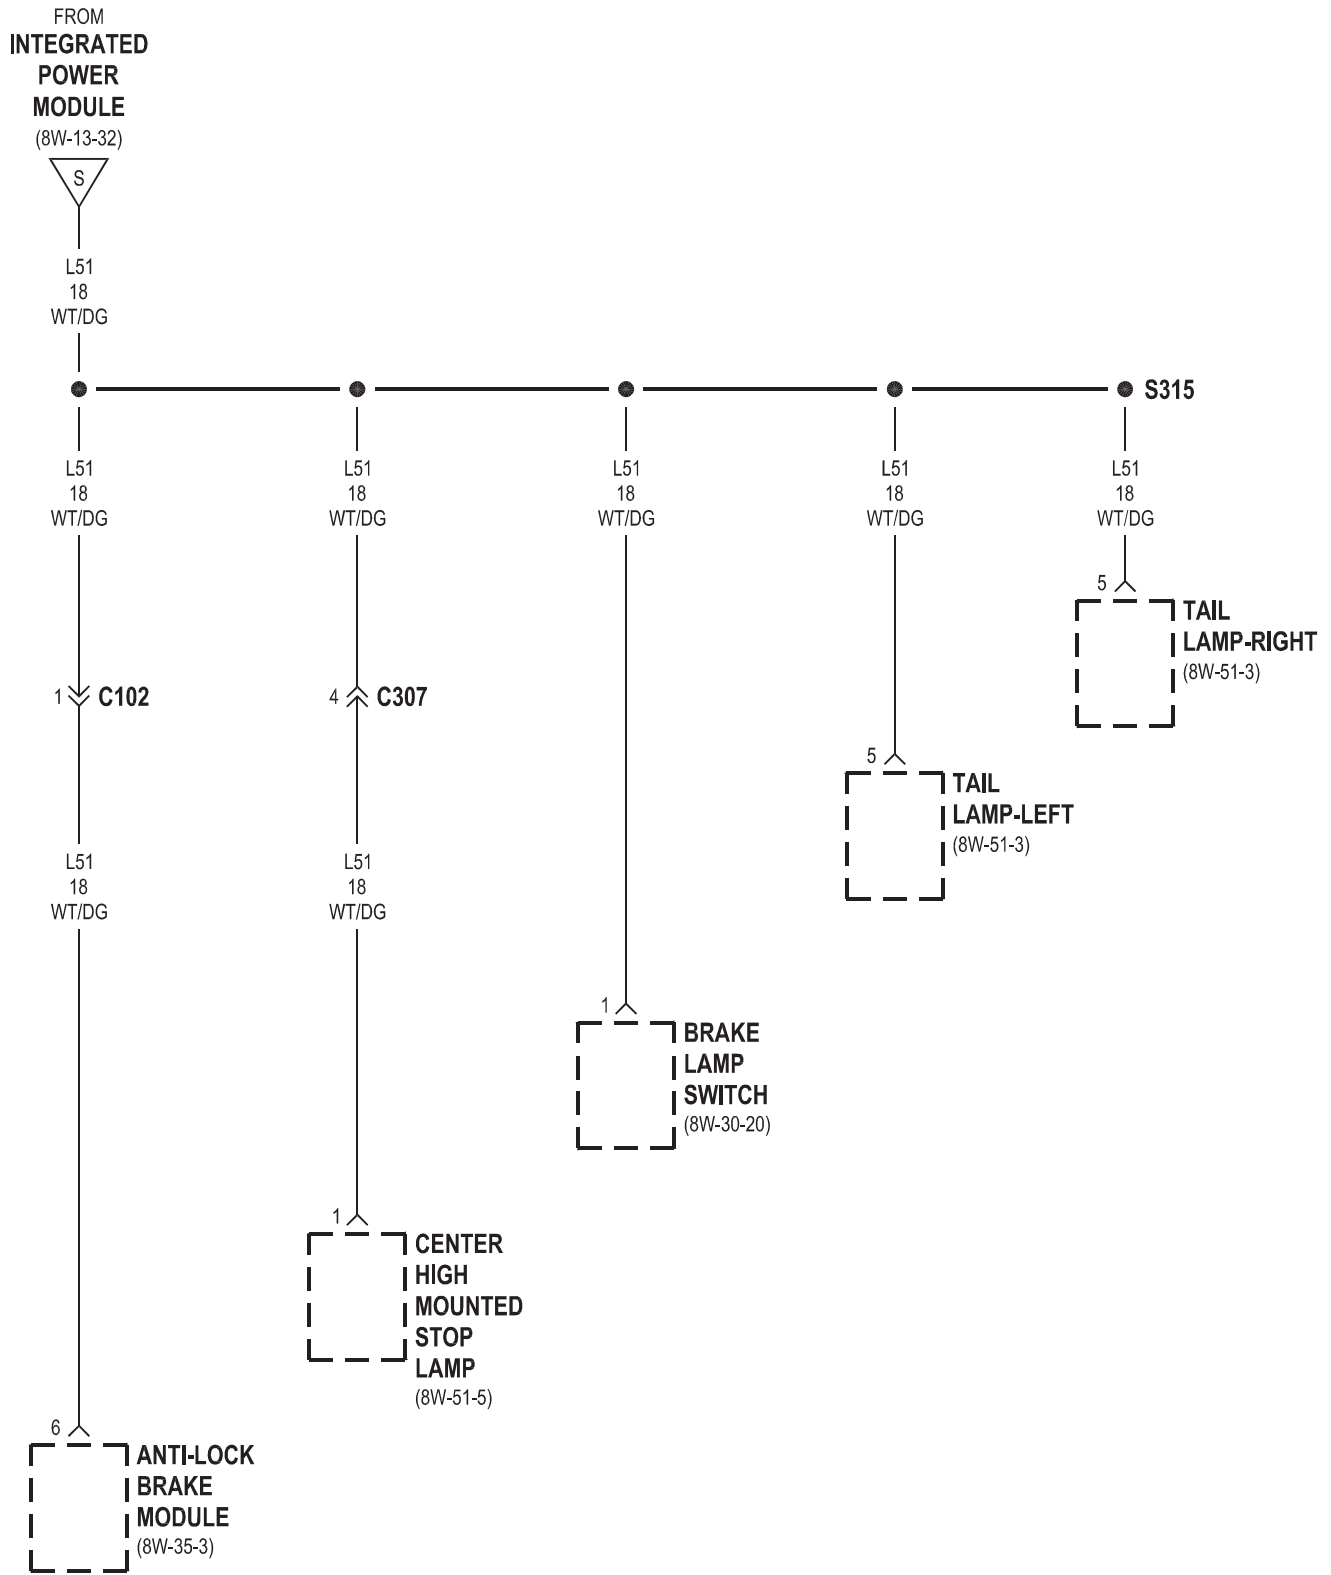 FROM
INTEGRATED
POWER
MODULE
(8W-13-32)
S
L51
18
WT/DG
S315
L51
18
WT/DG
L51
18
WT/DG
L51
18
WT/DG
L51
18
WT/DG
L51
18
WT/DG
5
TAIL
LAMP-RIGHT
(8W-51-3)
1
C102
4
C307
5
TAIL
LAMP-LEFT
(8W-51-3)
L51
18
WT/DG
L51
18
WT/DG
1
BRAKE
LAMP
SWITCH
(8W-30-20)
1
CENTER
HIGH
MOUNTED
STOP
LAMP
(8W-51-5)
6
ANTI-LOCK
BRAKE
MODULE
(8W-35-3)